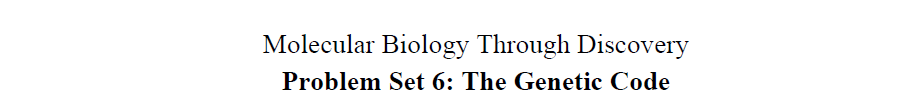 Molecular Biology Through Discovery
Problem Set 6: The Genetic Code